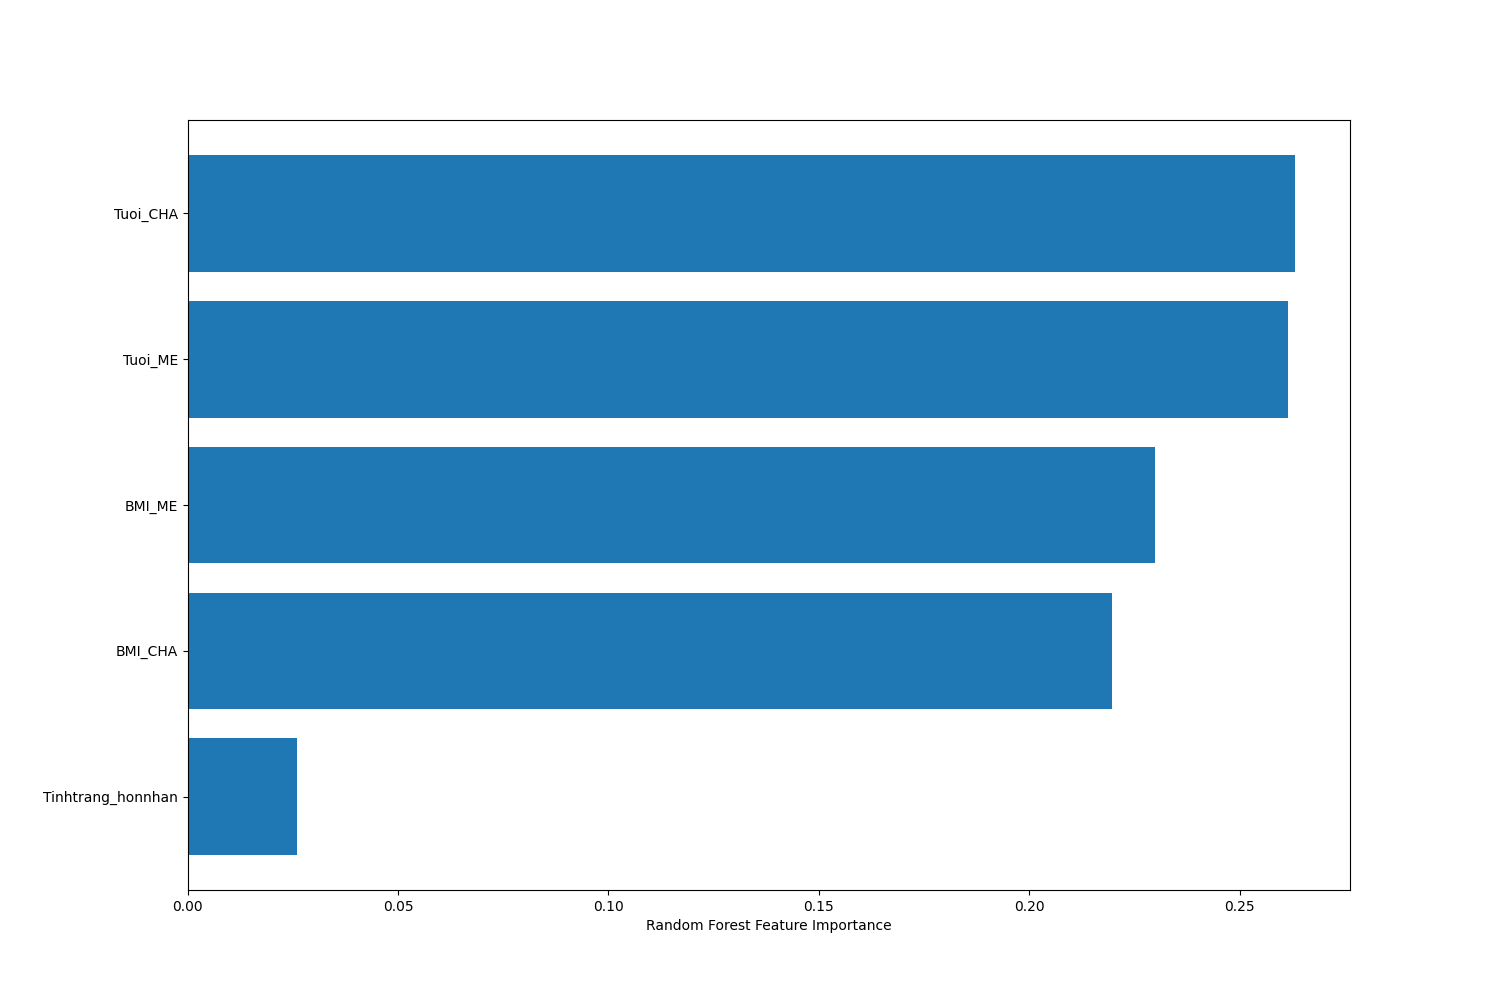 Tuoi_CHA
Tuoi_ME
BMI_ME
BMI_CHA
Tinhtrang_honnhan
0.00 0.05 0.10 0.15 0.20 0.25
Random Forest Feature Importance